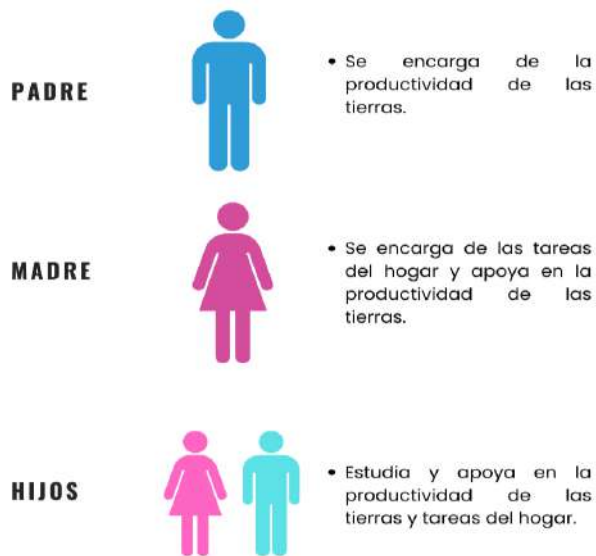 PADRE
• Se encarga de la
productividad de las
tierras.
MADRE
• Se encarga de las tareas
del hogar y apoya en la
productividad de las
tierras.
HIJOS
• Estudia y apoya en la
productividad de las
tierras y tareas del hogar.